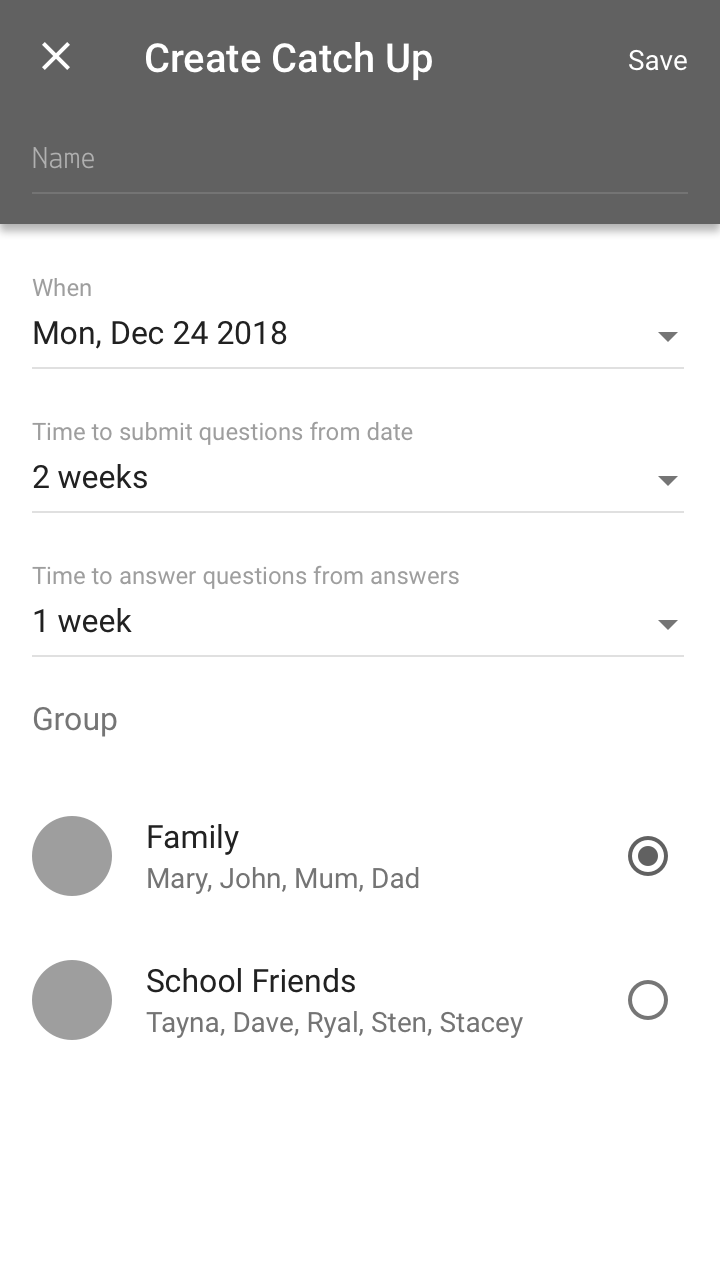 Create Catch Up
Save
Name
When
Mon, Dec 24 2018
Time to submit questions from date
2 weeks
Time to answer questions from answers
1 week
Group
Family
Mary, John, Mum, Dad
School Friends
Tayna, Dave, Ryal, Sten, Stacey